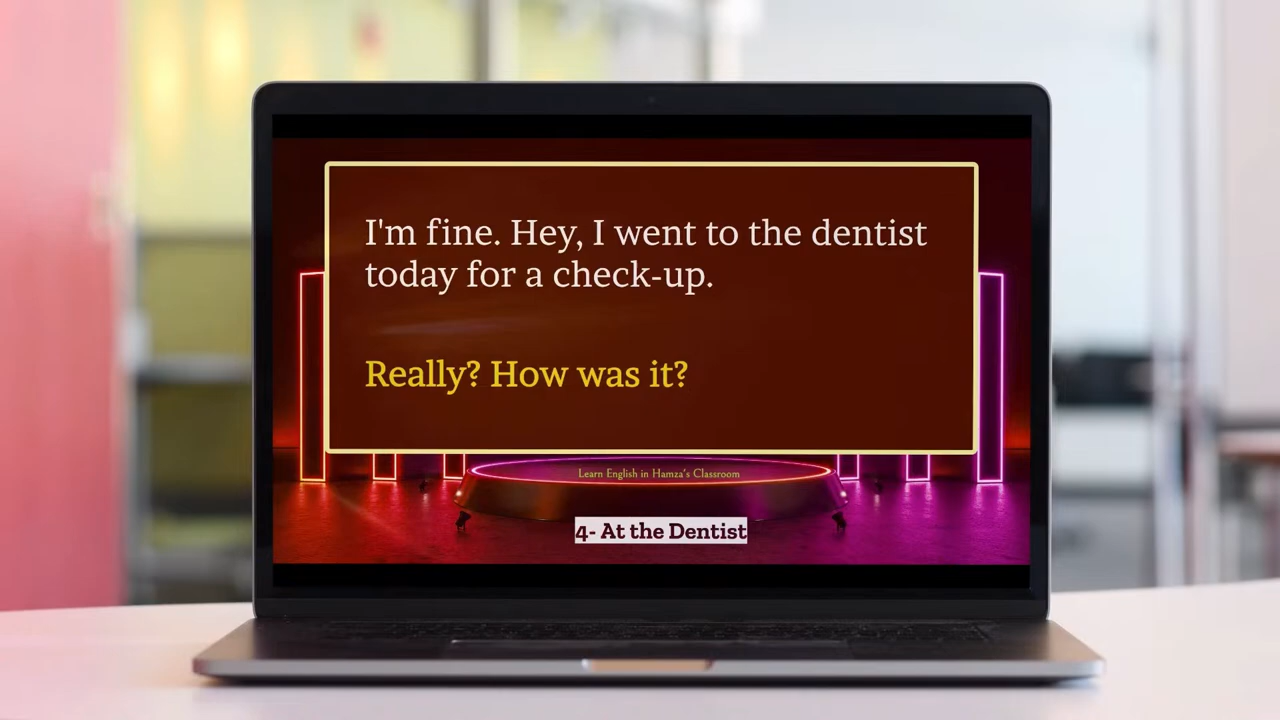 I'm fine. Hey, I went to the dentist
today for a check-up.
Really? How was it?
Learn English in Hamza's Classroom
4- At the Dentist